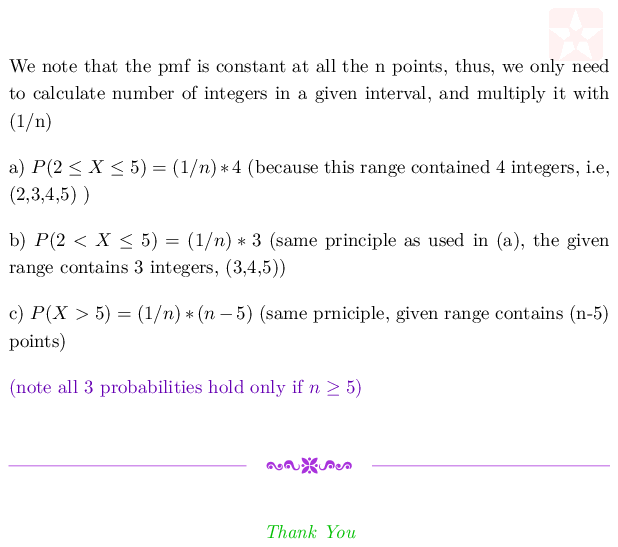 We note that the pmf is constant at all the n points, thus, we only need
to calculate number of integers in a given interval, and multiply it with
(1/n)
a) P(2 ≤ X ≤ 5) = (1/n)∗4 (because this range contained 4 integers, i.e,
(2,3,4,5) )
b) P(2 < X ≤ 5) = (1/n) ∗ 3 (same principle as used in (a), the given
range contains 3 integers, (3,4,5))
c) P(X > 5) = (1/n)∗(n−5) (same prniciple, given range contains (n-5)
points)
(note all 3 probabilities hold only if n ≥ 5)
Thank You